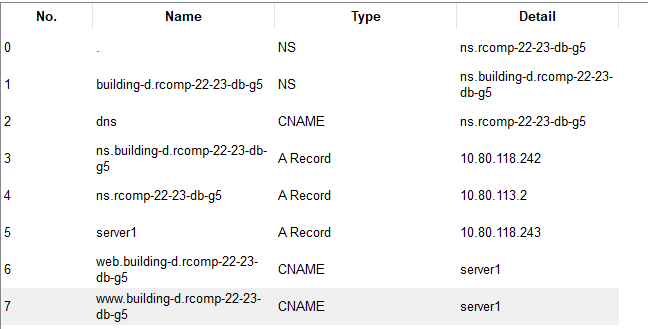 No. Name Type Detail
0 . NS ns.rcomp-22-23-db-g5
1 building-d.rcomp-22-23-db-g5 NS ns.building-d.rcomp-22-23-
db-g5
2 dns CNAME ns.rcomp-22-23-db-g5
3 ns.building-d.rcomp-22-23-db-
g5 A Record 10.80.118.242
4 ns.rcomp-22-23-db-g5 A Record 10.80.113.2
5 server1 A Record 10.80.118.243
6 web.building-d.rcomp-22-23-
db-g5 CNAME server1
7 www.building-d.rcomp-22-23-
db-g5 CNAME server1